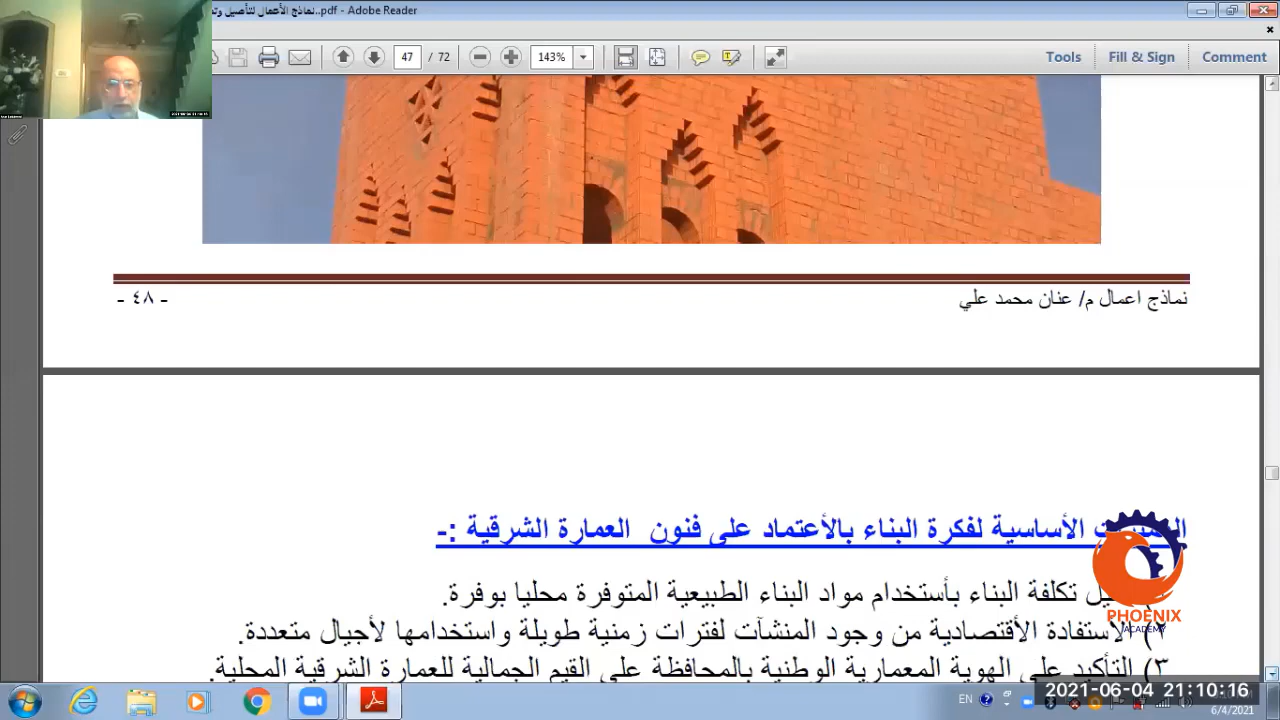 نماذج الأعمال لتأصيل وتم..pdf - Adobe Reader
47 / 72
143%
Tools
Fill & Sign
Comment
نماذج اعمال م/ عنان محمد علي
- ٤٨ -
الأساسية لفكرة البناء بالأعتماد على فنون العمارة الشرقية :-
تكلفة البناء بأستخدام مواد البناء الطبيعية المتوفرة محليا بوفرة.
الاستفادة الأقتصادية من وجود المنشآت لفترات زمنية طويلة واستخدامها لأجيال متعددة.
٣) التأكيد على الهوية المعمارية الوطنية بالمحافظة على القيم الجمالية للعمارة الشرقية المحلية.
PHOENIX
ACADEMY
EN
2021-06-04 21:10:16
6/4/2021